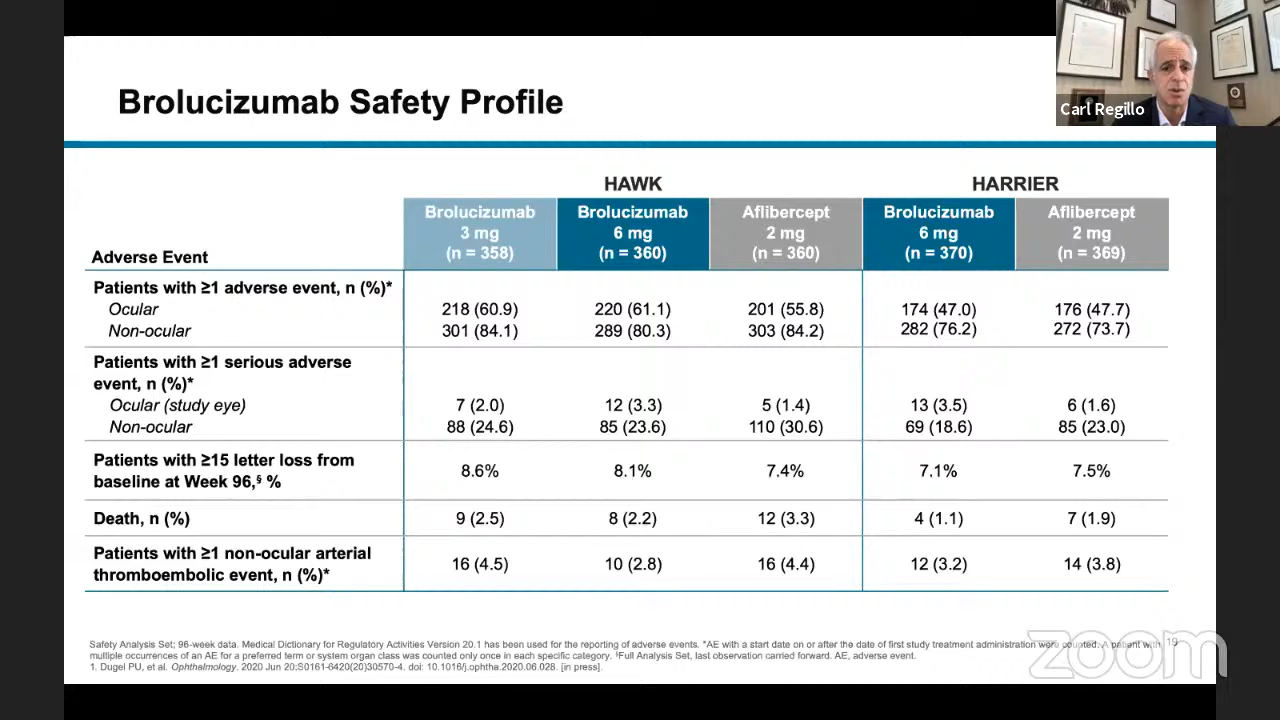 Carl Regillo
Brolucizumab Safety Profile
HAWK
HARRIER
Adverse Event
Brolucizumab
3 mg
(n = 358)
Brolucizumab
6 mg
(n = 360)
Aflibercept
2 mg
(n = 360)
Brolucizumab
6 mg
(n = 370)
Aflibercept
2 mg
(n = 369)
Patients with ≥1 adverse event, n (%)*
Ocular 218 (60.9) 220 (61.1) 201 (55.8) 174 (47.0) 176 (47.7)
Non-ocular 301 (84.1) 289 (80.3) 303 (84.2) 282 (76.2) 272 (73.7)
Patients with ≥1 serious adverse
event, n (%)*
Ocular (study eye) 7 (2.0) 12 (3.3) 5 (1.4) 13 (3.5) 6 (1.6)
Non-ocular 88 (24.6) 85 (23.6) 110 (30.6) 69 (18.6) 85 (23.0)
Patients with ≥15 letter loss from
baseline at Week 96,§ %
8.6% 8.1% 7.4% 7.1% 7.5%
Death, n (%) 9 (2.5) 8 (2.2) 12 (3.3) 4 (1.1) 7 (1.9)
Patients with ≥1 non-ocular arterial
thromboembolic event, n (%)*
16 (4.5) 10 (2.8) 16 (4.4) 12 (3.2) 14 (3.8)
Safety Analysis Set; 96-week data. Medical Dictionary for Regulatory Activities Version 20.1 has been used for the reporting of adverse events. *AE with a start date on or after the date of first study treatment administration were counted. A patient with
multiple occurrences of an AE for a preferred term or system organ class was counted only once in each specific category. §Full Analysis Set, last observation carried forward. AE, adverse event.
1. Dugel PU, et al. Ophthalmology. 2020 Jun 20;S0161-6420(20)30570-4. doi: 10.1016/j.ophtha.2020.06.028. [in press].
19
zoom